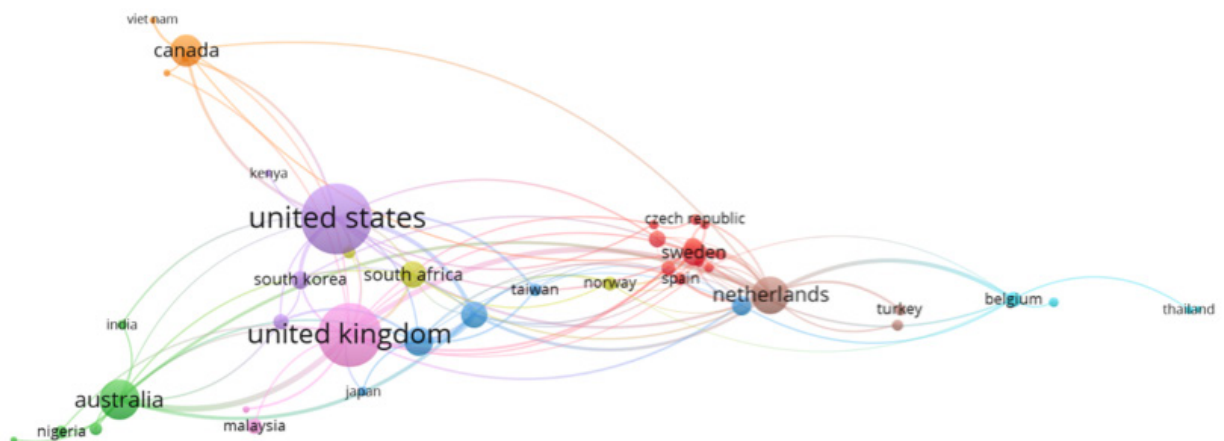 viet nam
canada
kenya
united states
czech republic
sweden
south korea
south africa
spain
taiwan
norway
netherlands
belgium
turkey
thailand
india
united kingdom
japan
australia
malaysia
nigeria